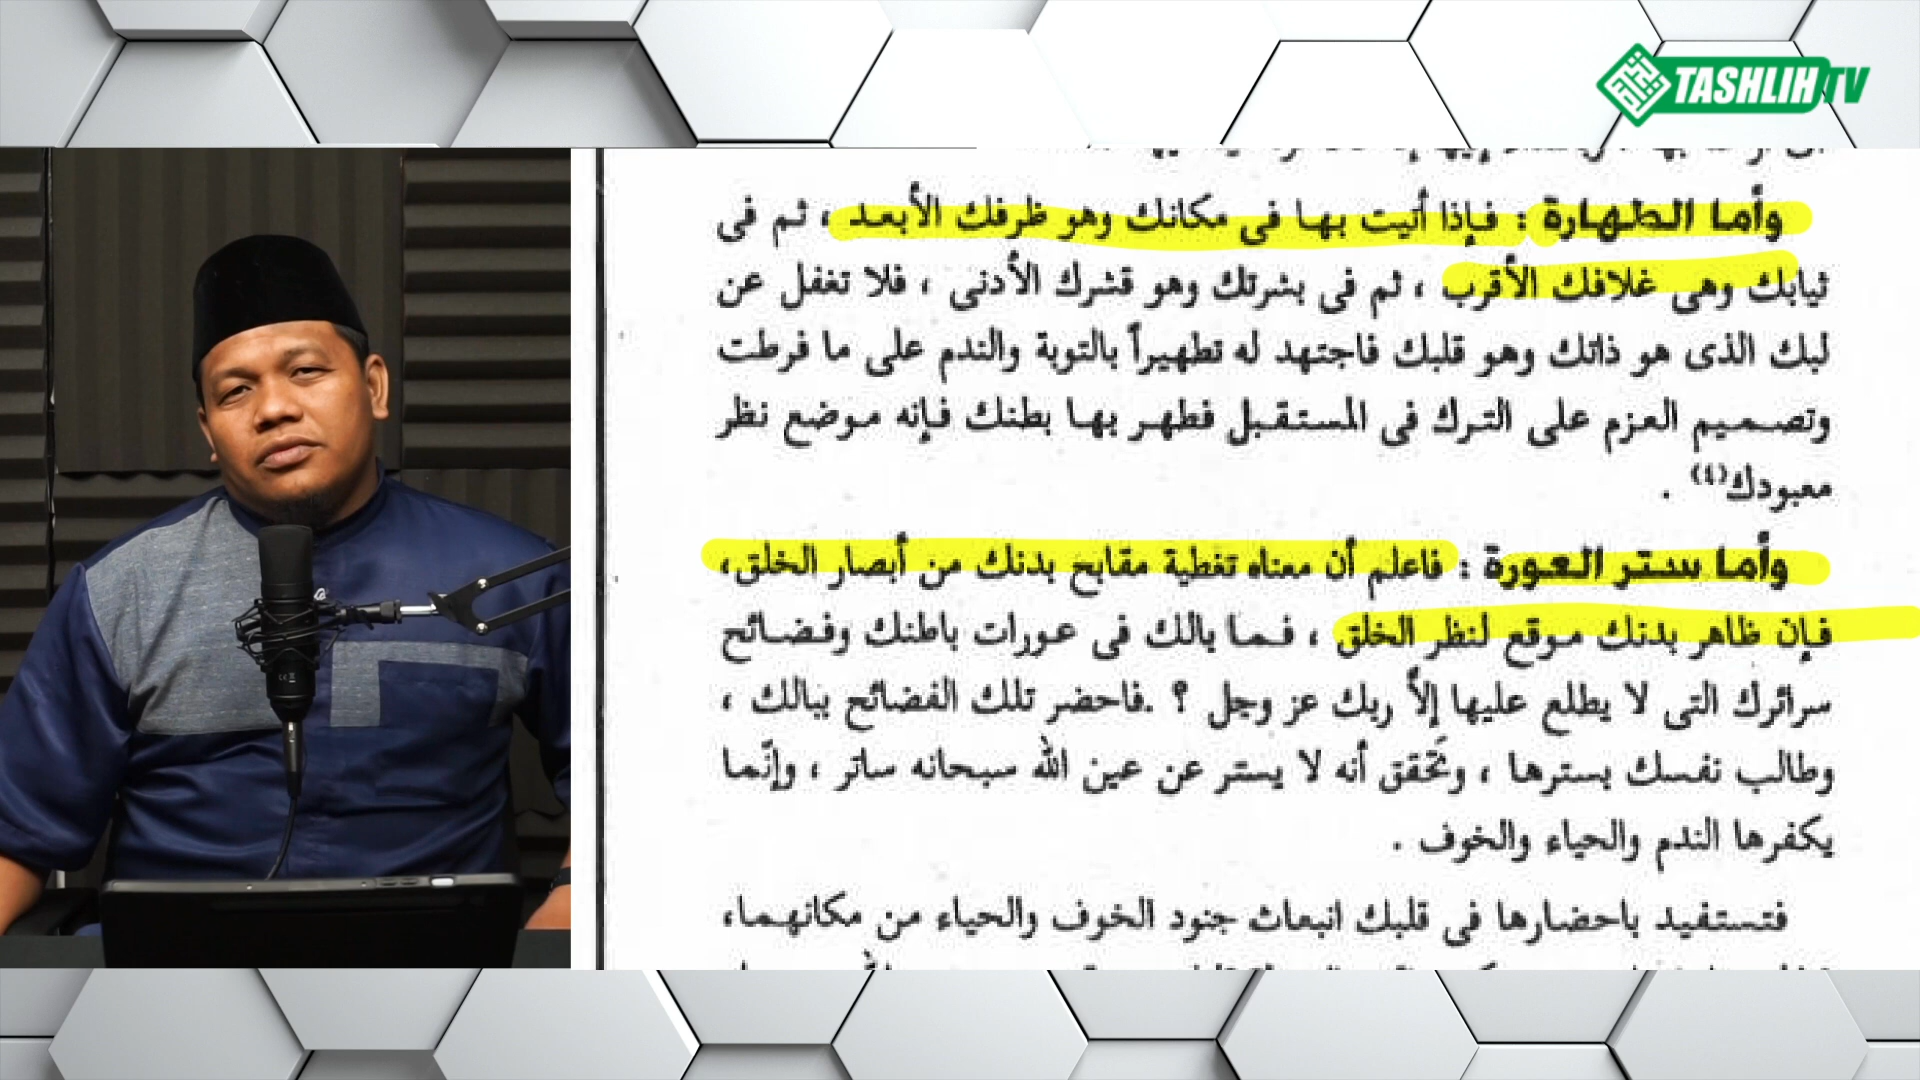 TASHLIH TV
وأما الطهارة : فإذا أتيت بها فى مكانك وهو ظرفك الأبعد ، ثم فى
ثيابك وهى غلافك الأقرب ، ثم فى بشرتك وهو قشرك الأدنى ، فلا تغفل عن
لبك الذى هو ذاتك وهو قلبك فاجتهد له تطهيراً بالتوبة والندم على ما فرطت
وتصميم العزم على الترك فى المستقبل فطهر بها بطنك فإنه موضع نظر
معبودك(٤) .
وأما ستر العورة : فاعلم أن معناه تغطية مقابح بدنك من أبصار الخلق،
فإن ظاهر بدنك موقع لنظر الخلق ، فما بالك فى عورات باطنك وفضائح
سرائرك التى لا يطلع عليها إلاّ ربك عز وجل ؟ .فاحضر تلك الفضائح ببالك ،
وطالب نفسك بسترها ، وتَحقق أنه لا يستر عن عين الله سبحانه ساتر ، وإنّما
يكفرها الندم والحياء والخوف .
فتستفيد باحضارها فى قلبك انبعاث جنود الخوف والحياء من مكانهما،